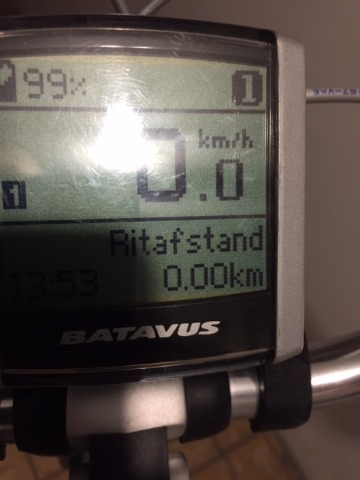 99% 1
km/h
0.0
1
Ritafstand
13:53 0.00km
BATAVUS